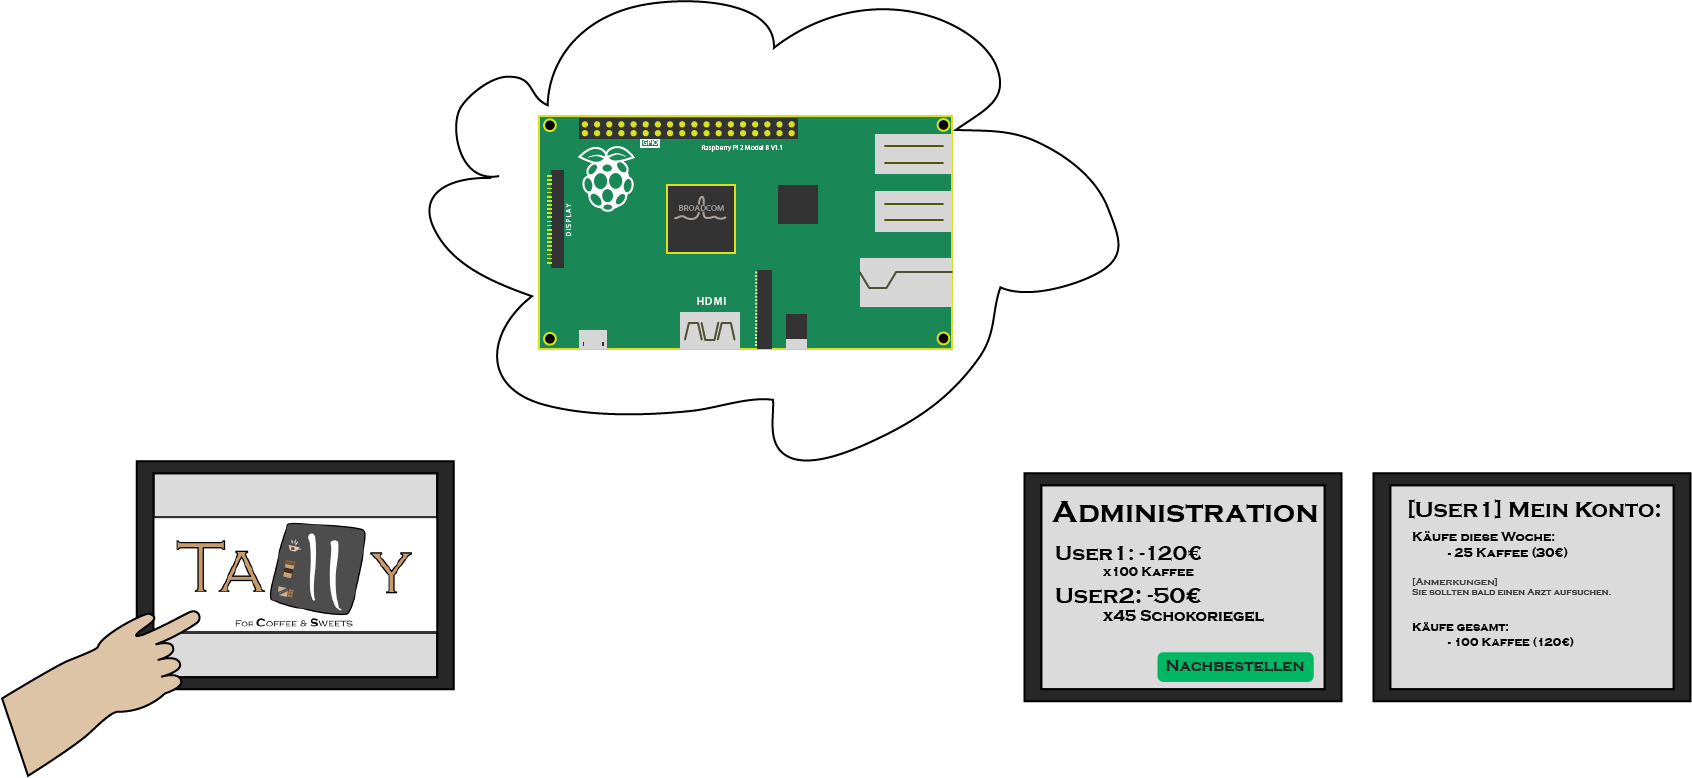 GPIO
Raspberry Pi 2 Model B V1.1
DISPLAY
BROADCOM
HDMI
TALLY
FOR COFFEE & SWEETS
ADMINISTRATION
USER1: -120€
X100 KAFFEE
USER2: -50€
X45 SCHOKORIEGEL
NACHBESTELLEN
[USER1] MEIN KONTO:
KÄUFE DIESE WOCHE:
- 25 KAFFEE (30€)
[ANMERKUNGEN]
SIE SOLLTEN BALD EINEN ARZT AUFSUCHEN.
KÄUFE GESAMT:
- 100 KAFFEE (120€)